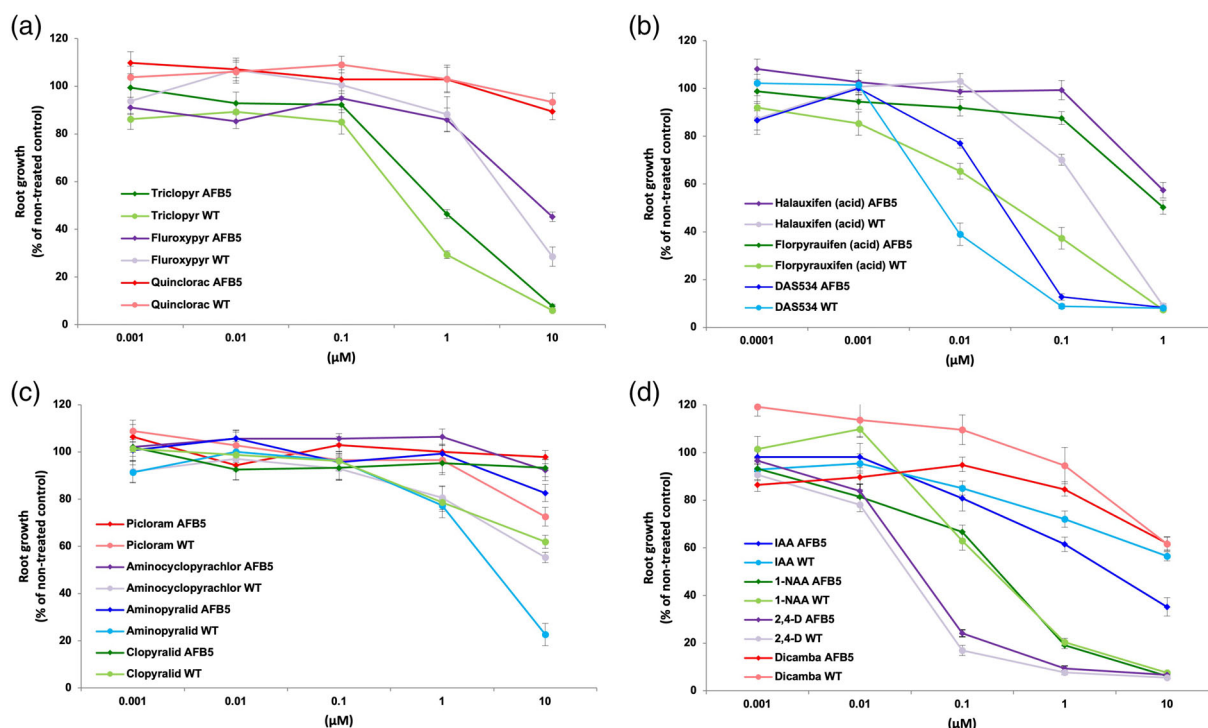 (a)
120
100
80
60
40
20
0
Root growth
(% of non-treated control)
Triclopyr AFB5
Triclopyr WT
Fluroxypyr AFB5
Fluroxypyr WT
Quinclorac AFB5
Quinclorac WT
0.001 0.01 0.1 1 10
(µM)
(b)
120
100
80
60
40
20
0
Root growth
(% of non-treated control)
Halauxifen (acid) AFB5
Halauxifen (acid) WT
Florpyrauifen (acid) AFB5
Florpyrauxifen (acid) WT
DAS534 AFB5
DAS534 WT
0.0001 0.001 0.01 0.1 1
(µM)
(c)
120
100
80
60
40
20
0
Root growth
(% of non-treated control)
Picloram AFB5
Picloram WT
Aminocyclopyrachlor AFB5
Aminocyclopyrachlor WT
Aminopyralid AFB5
Aminopyralid WT
Clopyralid AFB5
Clopyralid WT
0.001 0.01 0.1 1 10
(µM)
(d)
120
100
80
60
40
20
0
Root growth
(% of non-treated control)
IAA AFB5
IAA WT
1-NAA AFB5
1-NAA WT
2,4-D AFB5
2,4-D WT
Dicamba AFB5
Dicamba WT
0.001 0.01 0.1 1 10
(µM)